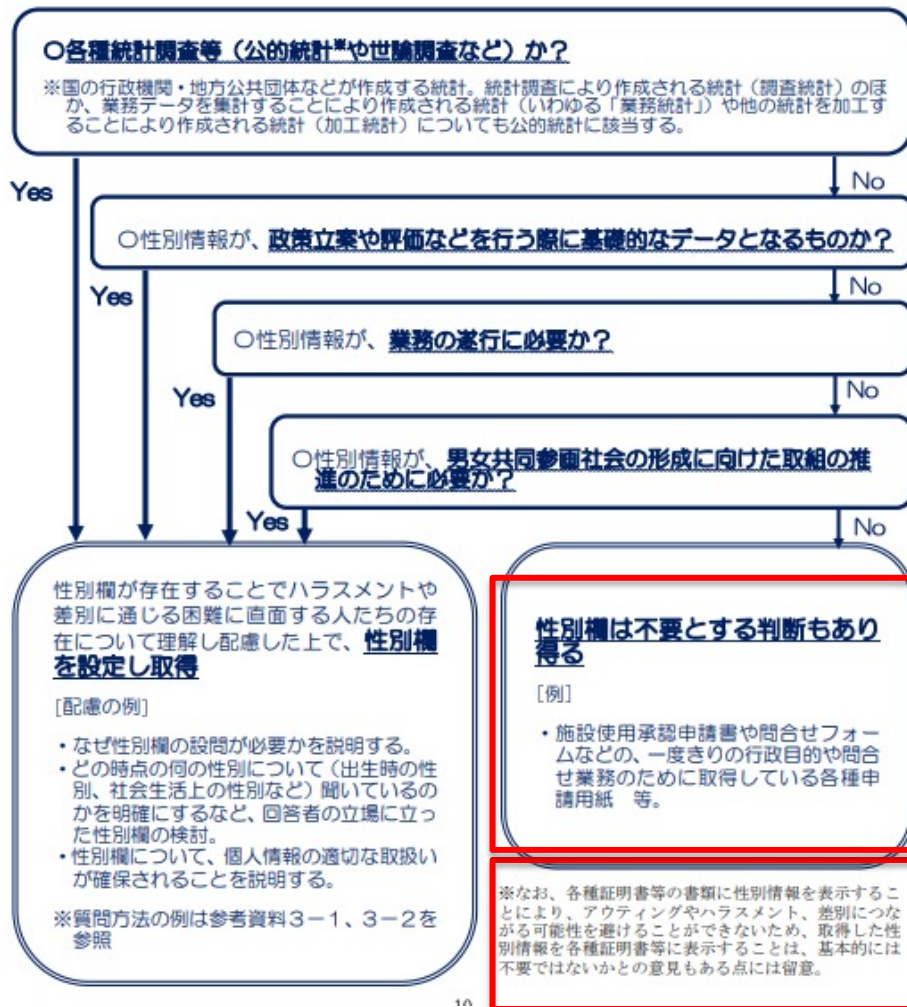 〇各種統計調査等（公的統計※や世論調査など）か？
※国の行政機関・地方公共団体などが作成する統計。統計調査により作成される統計（調査統計）のほ
か、業務データを集計することにより作成される統計（いわゆる「業務統計」）や他の統計を加工す
ることにより作成される統計（加工統計）についても公的統計に該当する。
Yes
No
〇性別情報が、政策立案や評価などを行う際に基礎的なデータとなるものか？
Yes
No
〇性別情報が、業務の遂行に必要か？
Yes
No
〇性別情報が、男女共同参画社会の形成に向けた取組の推
進のために必要か？
Yes
No
性別欄が存在することでハラスメントや
差別に通じる困難に直面する人たちの存
在について理解し配慮した上で、性別欄
を設定し取得
[配慮の例]
・なぜ性別欄の設問が必要かを説明する。
・どの時点の何の性別について（出生時の性
別、社会生活上の性別など）聞いているの
かを明確にするなど、回答者の立場に立っ
た性別欄の検討。
・性別欄について、個人情報の適切な取扱い
が確保されることを説明する。
※質問方法の例は参考資料３－１、３－２を
参照
性別欄は不要とする判断もあり
得る
[例]
・施設使用承認申請書や問合せフォー
ムなどの、一度きりの行政目的や問合
せ業務のために取得している各種申
請用紙　等。
※なお、各種証明書等の書類に性別情報を表示するこ
とにより、アウティングやハラスメント、差別につな
がる可能性を避けることができないため、取得した性
別情報を各種証明書等に表示することは、基本的には
不要ではないかとの意見もある点には留意。
10